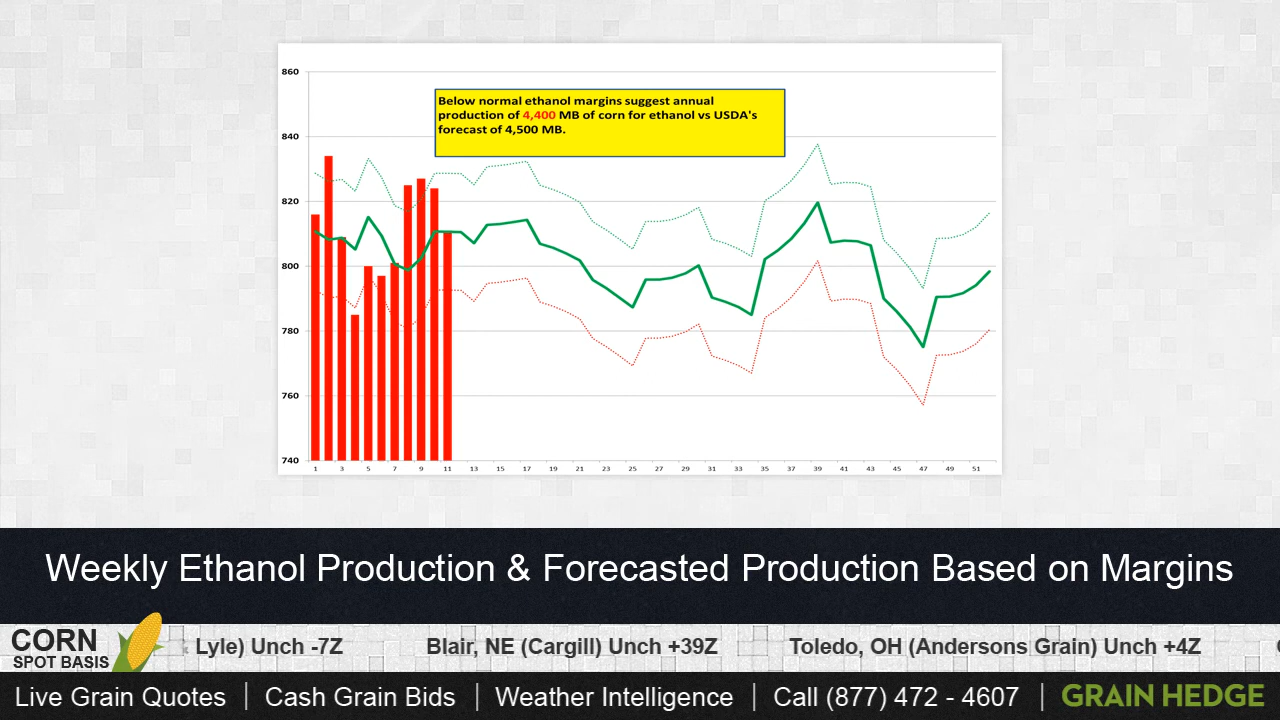 860
840
820
800
780
760
740
Below normal ethanol margins suggest annual
production of 4,400 MB of corn for ethanol vs USDA's
forecast of 4,500 MB.
1 3 5 7 9 11 13 15 17 19 21 23 25 27 29 31 33 35 37 39 41 43 45 47 49 51
Weekly Ethanol Production & Forecasted Production Based on Margins
CORN
SPOT BASIS
Lyle) Unch -7Z Blair, NE (Cargill) Unch +39Z Toledo, OH (Andersons Grain) Unch +4Z
Live Grain Quotes | Cash Grain Bids | Weather Intelligence | Call (877) 472 - 4607 | GRAIN HEDGE